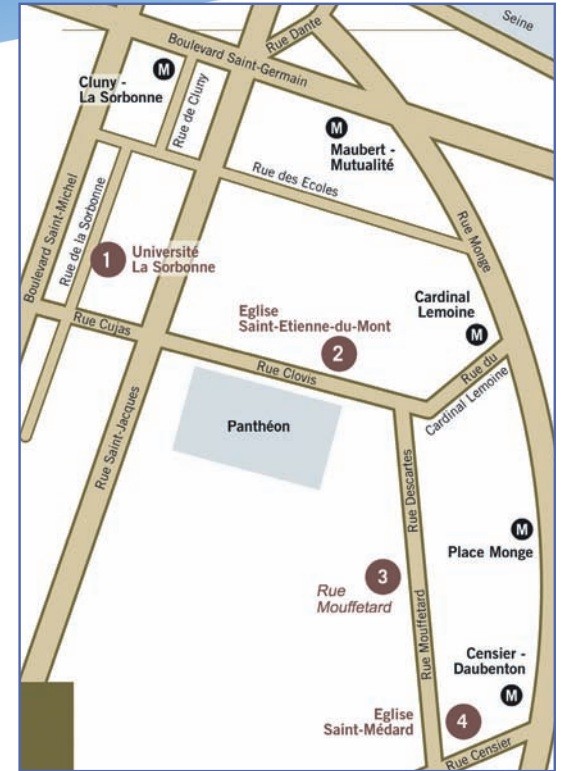 Seine
Rue Dante
Boulevard Saint-Germain
M
Cluny -
La Sorbonne
Rue de Cluny
M
Maubert -
Mutualité
Rue des Ecoles
Rue Monge
Boulevard Saint-Michel
Rue de la Sorbonne
1
Université
La Sorbonne
Cardinal
Lemoine
M
Eglise
Saint-Etienne-du-Mont
2
Rue Cujas
Rue Clovis
Rue du
Cardinal Lemoine
Panthéon
Rue Saint-Jacques
Rue Descartes
M
Place Monge
3
Rue
Mouffetard
Rue Mouffetard
Censier -
Daubenton
M
Eglise
Saint-Médard
4
Rue Censier